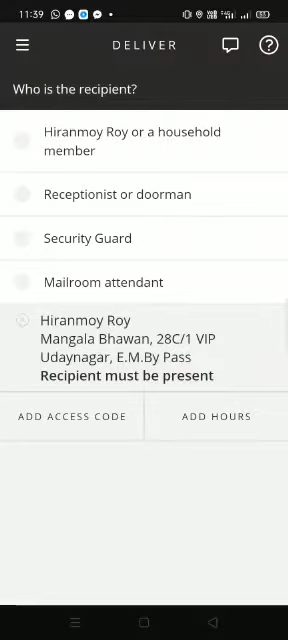 11:39
DELIVER
Who is the recipient?
Hiranmoy Roy or a household
member
Receptionist or doorman
Security Guard
Mailroom attendant
Hiranmoy Roy
Mangala Bhawan, 28C/1 VIP
Udaynagar, E.M.By Pass
Recipient must be present
ADD ACCESS CODE
ADD HOURS